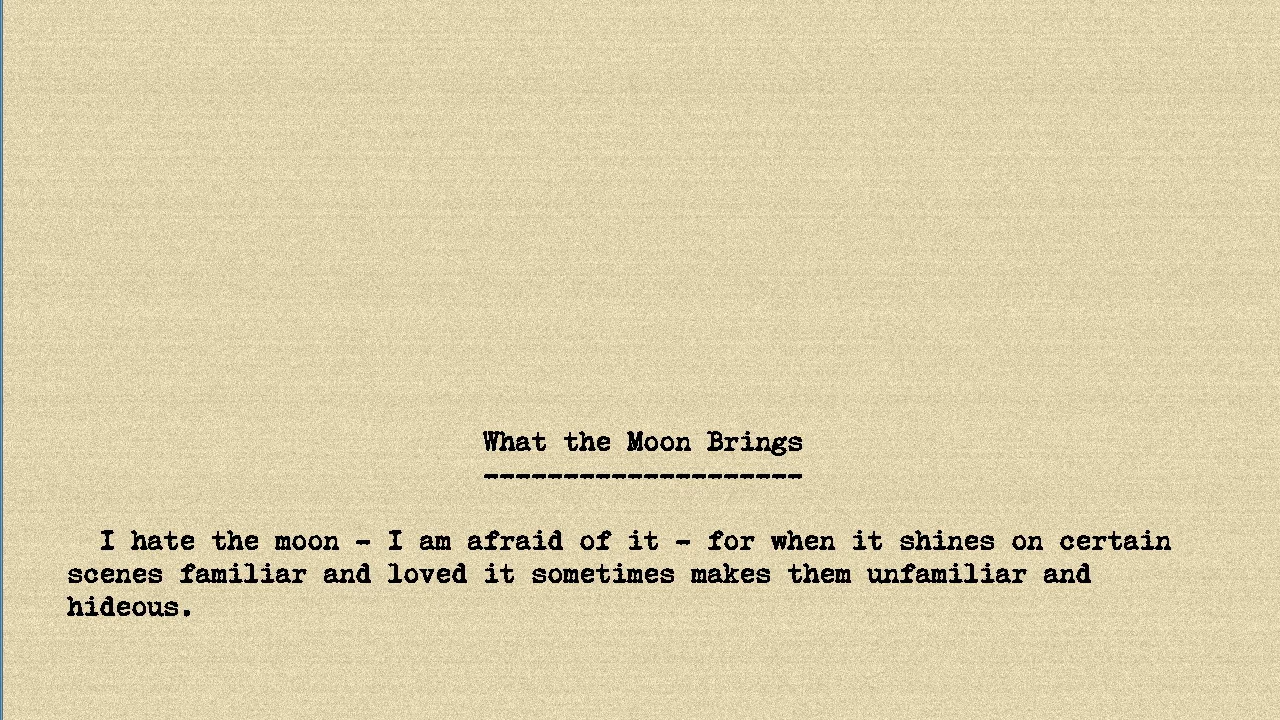 What the Moon Brings
--------------------
I hate the moon - I am afraid of it - for when it shines on certain
scenes familiar and loved it sometimes makes them unfamiliar and
hideous.